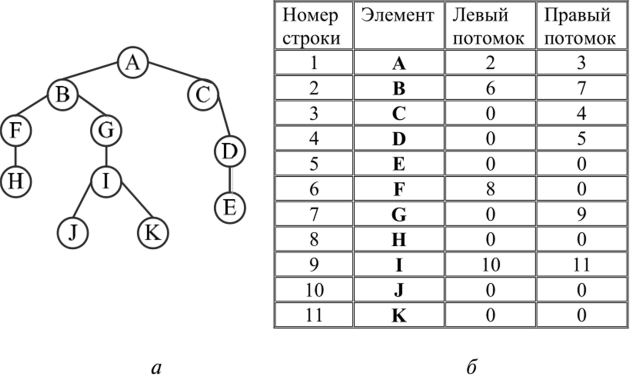 A
B
C
F
G
D
H
I
E
J
K
Номер строки Элемент Левый потомок Правый потомок
1 A 2 3
2 B 6 7
3 C 0 4
4 D 0 5
5 E 0 0
6 F 8 0
7 G 0 9
8 H 0 0
9 I 10 11
10 J 0 0
11 K 0 0
а
б